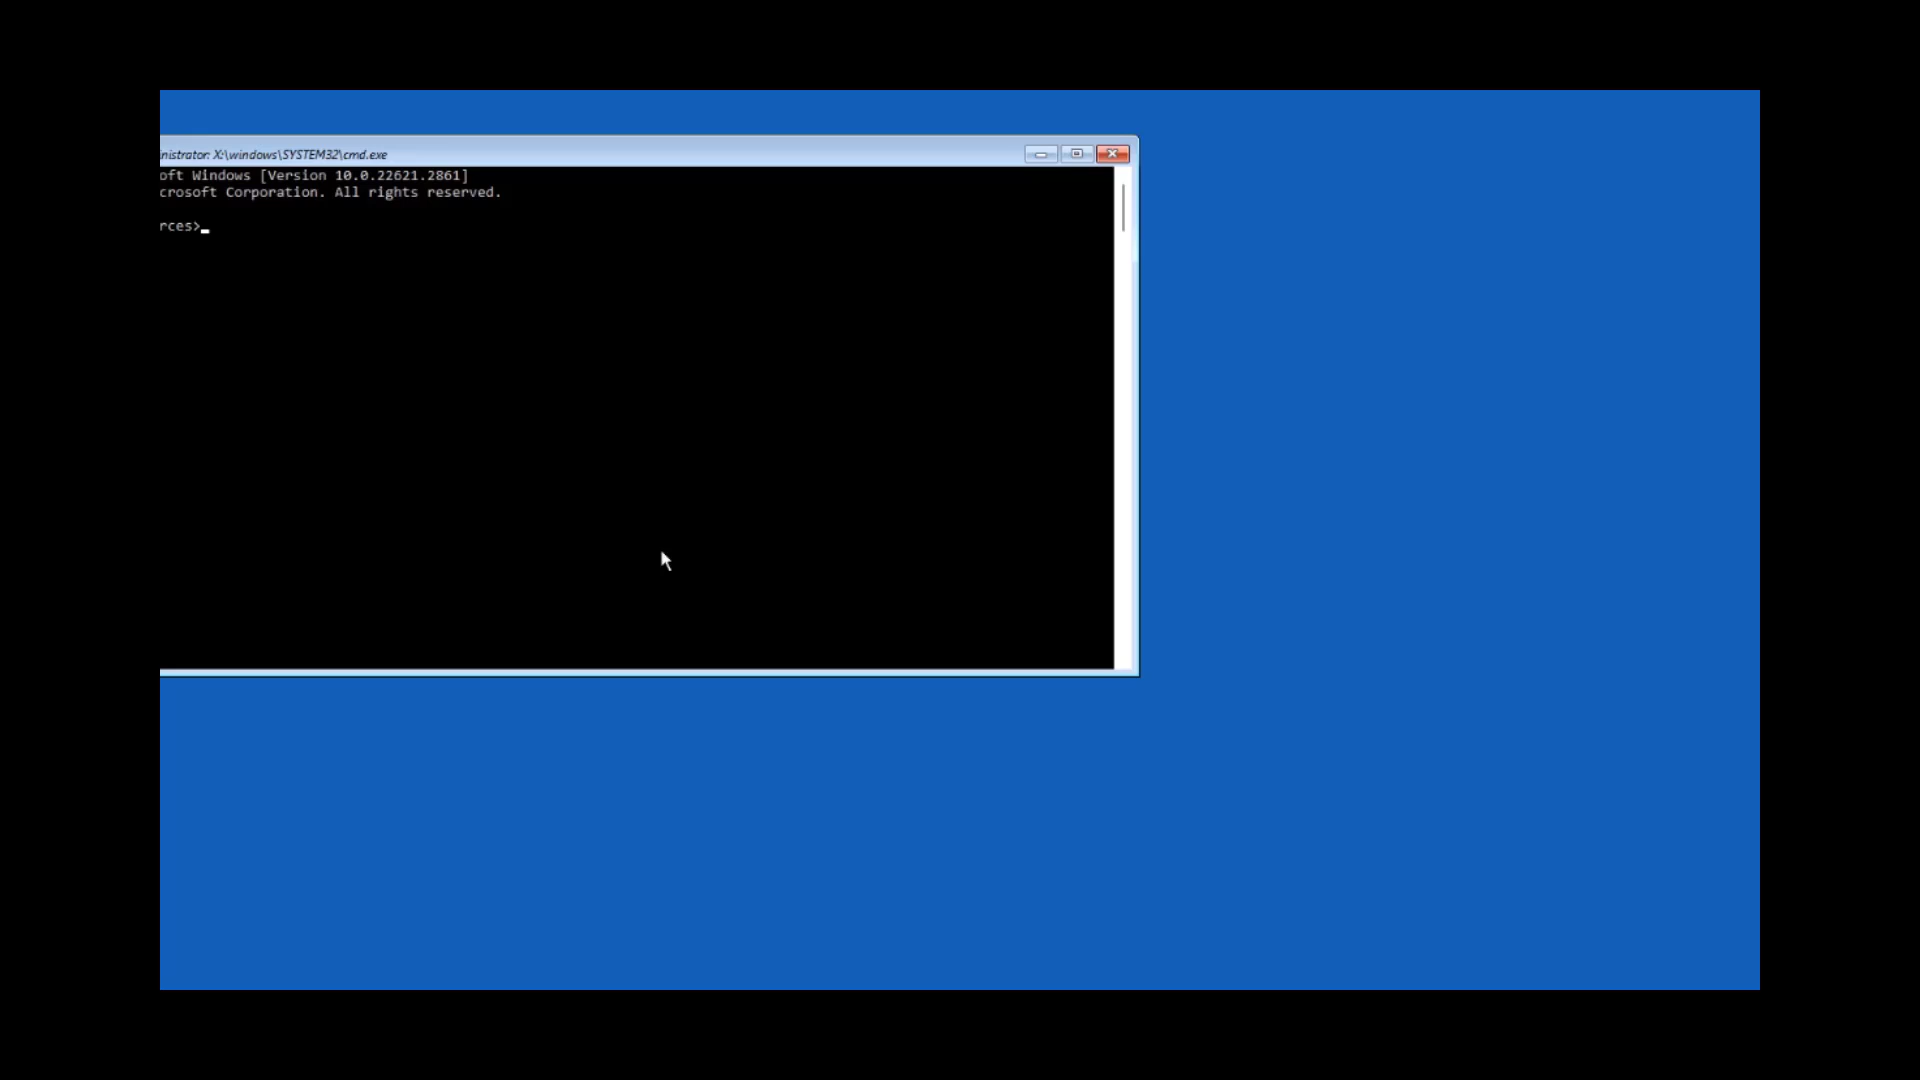 inistrator: X:\windows\SYSTEM32\cmd.exe
oft Windows [Version 10.0.22621.2861]
crosoft Corporation. All rights reserved.
rces>